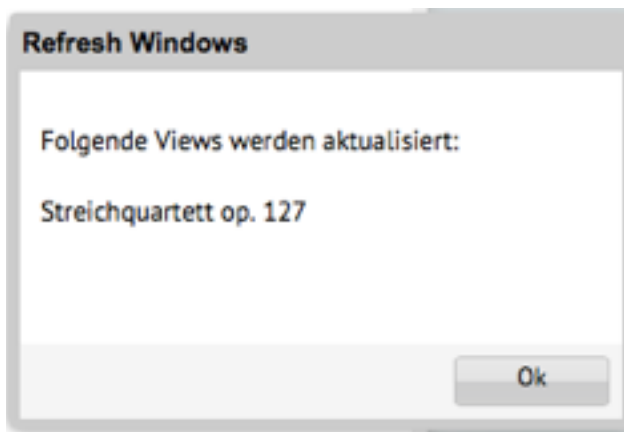 Refresh Windows
Folgende Views werden aktualisiert:
Streichquartett op. 127
Ok